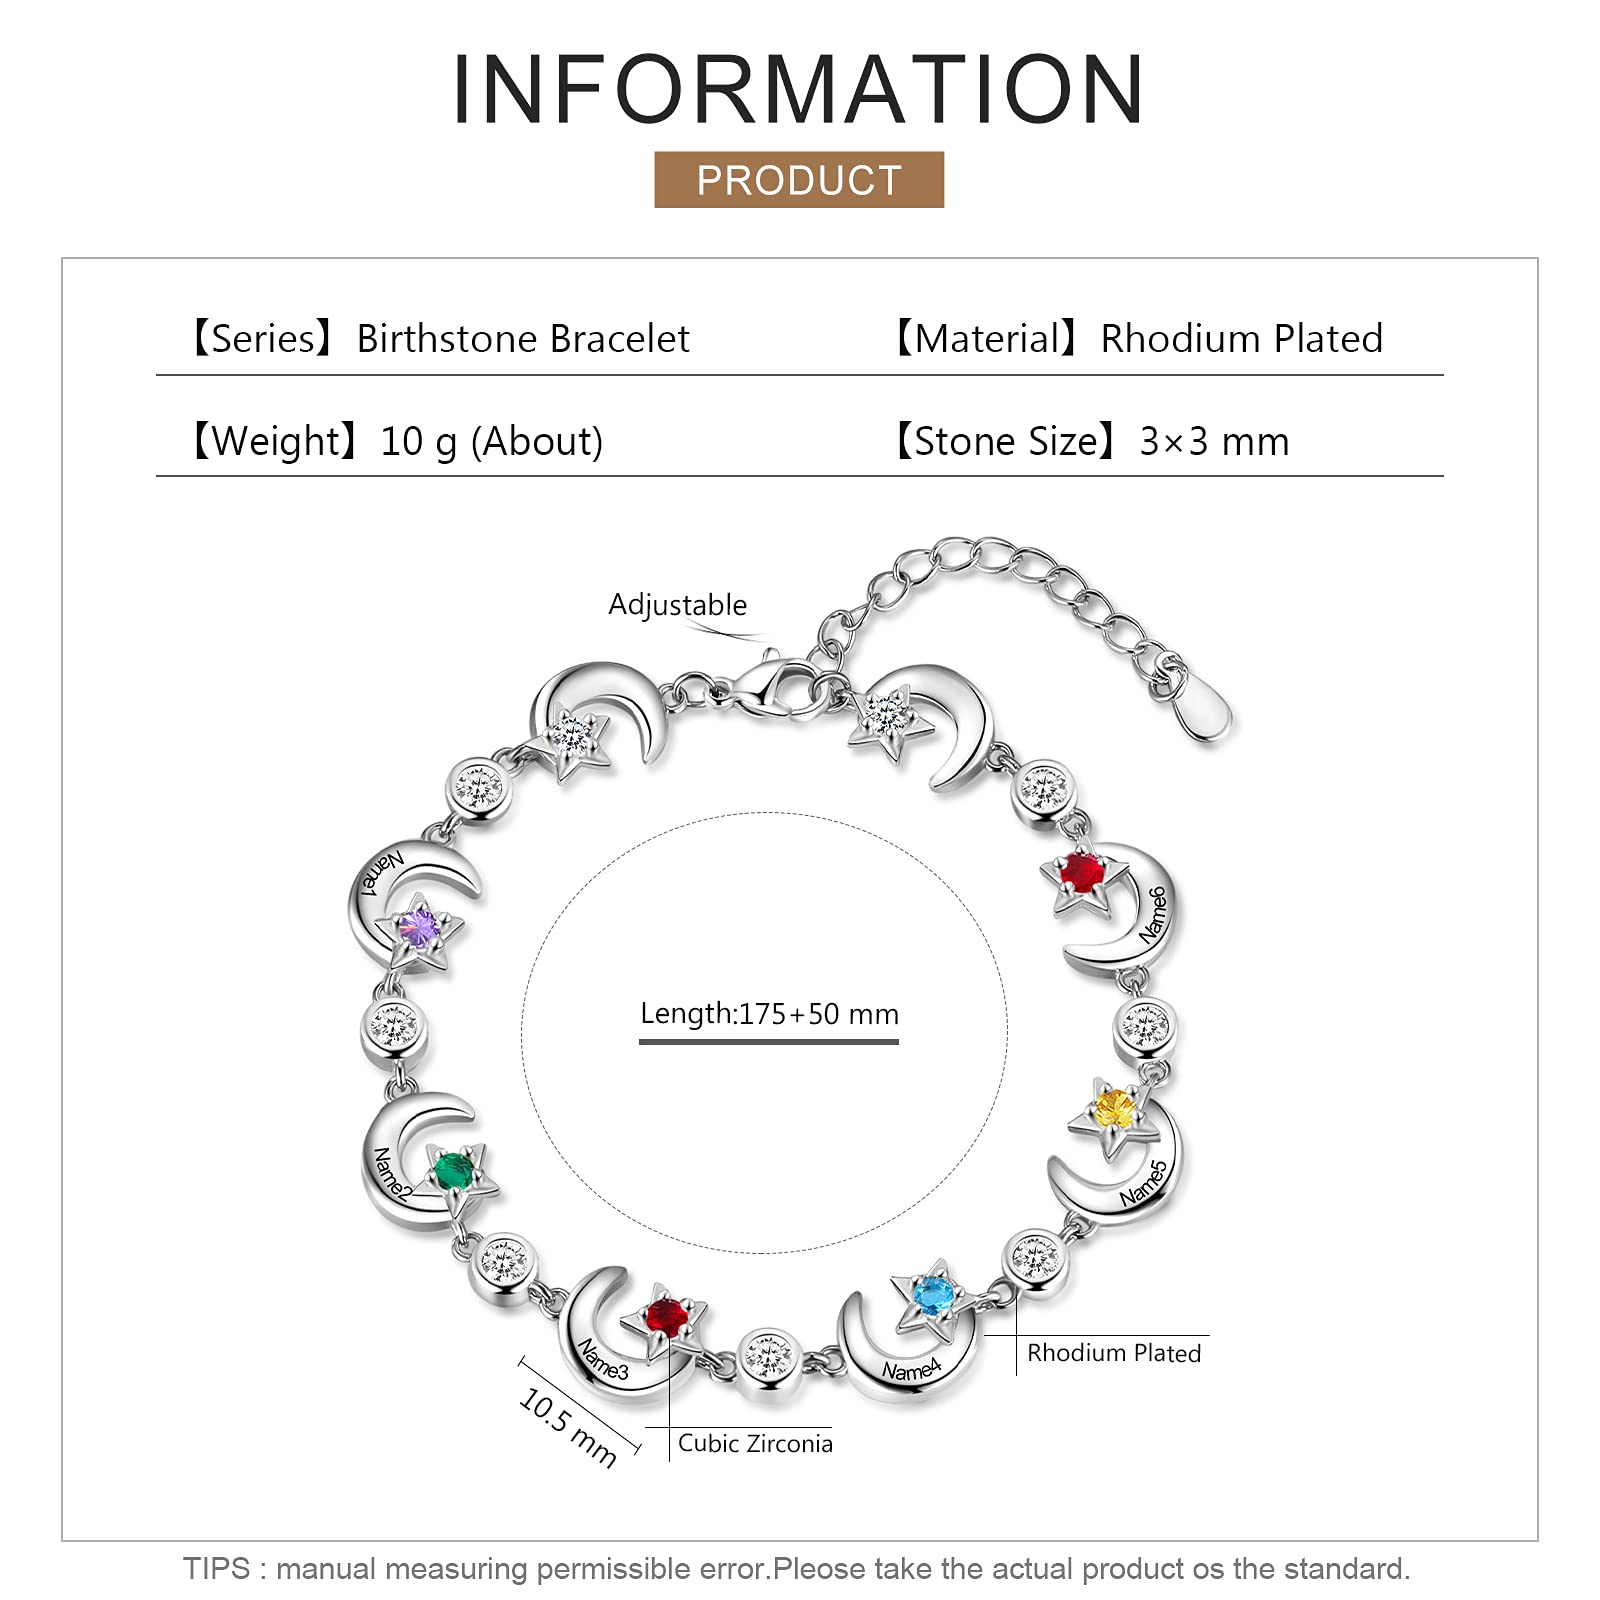 INFORMATION
PRODUCT
【Series】Birthstone Bracelet
【Material】Rhodium Plated
【Weight】10 g (About)
【Stone Size】3×3 mm
Adjustable
Name1
Name6
Length:175+50 mm
Name2
Name5
Name3
Name4
Rhodium Plated
10.5 mm
Cubic Zirconia
TIPS : manual measuring permissible error.Pleose take the actual product os the standard.